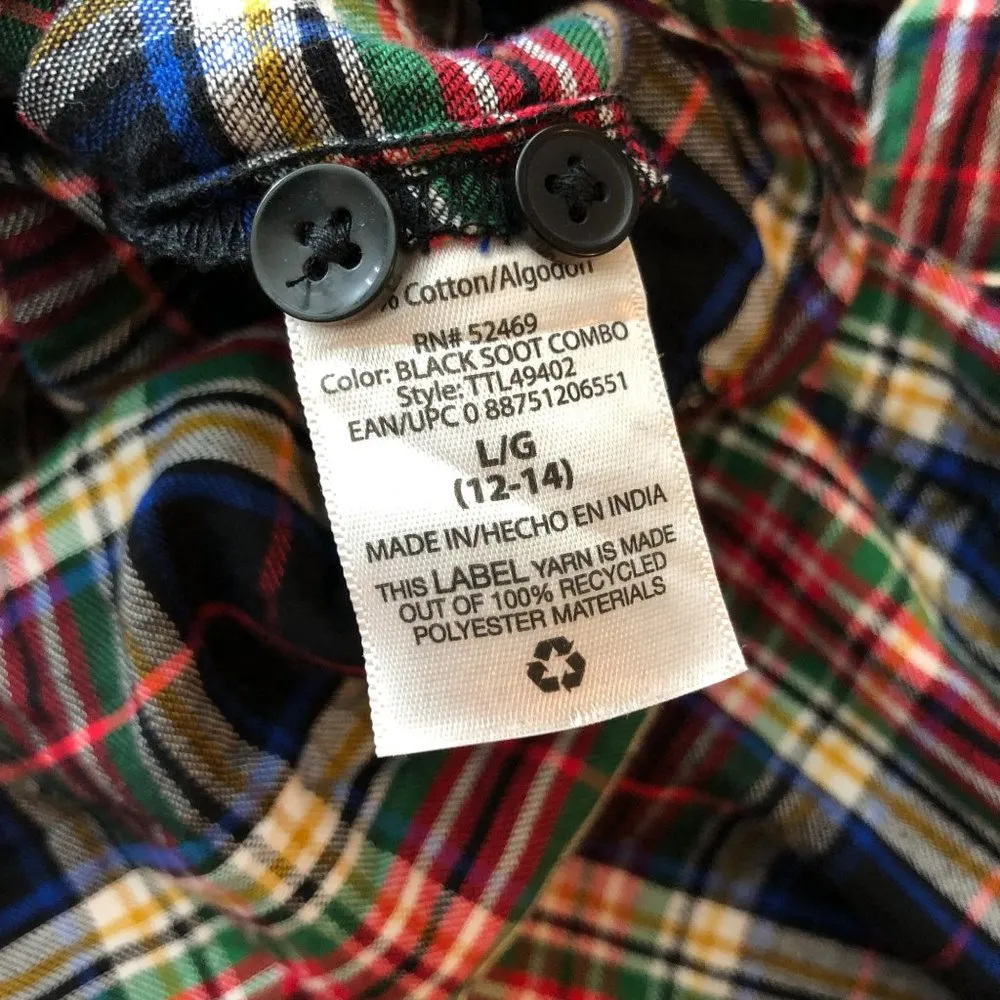 % Cotton/Algodon
RN# 52469
Color: BLACK SOOT COMBO
Style: TTL49402
EAN/UPC 0 88751206551
L/G
(12-14)
MADE IN/HECHO EN INDIA
THIS LABEL YARN IS MADE
OUT OF 100% RECYCLED
POLYESTER MATERIALS